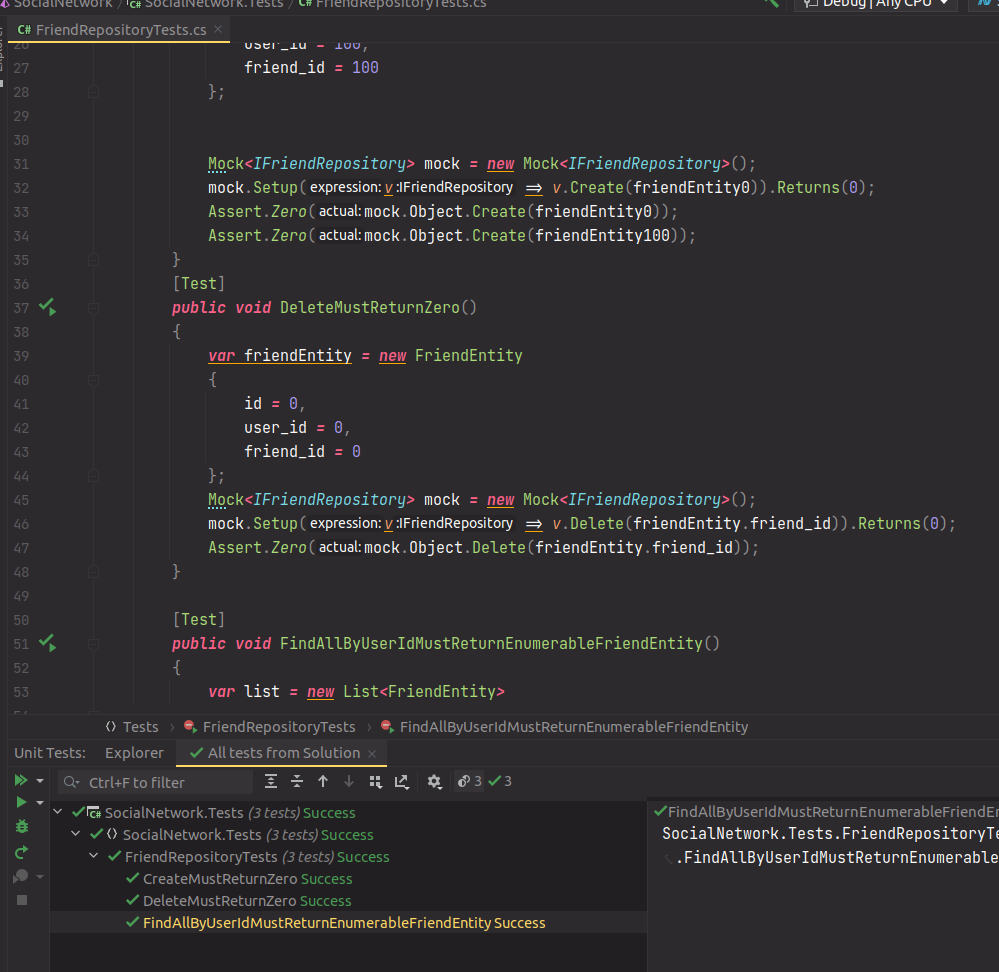 SocialNetwork / C# SocialNetwork.Tests / C# FriendRepositoryTests.cs
Debug | Any CPU
C# FriendRepositoryTests.cs ×
26 user_id = 100,
27 friend_id = 100
28 };
29
30
31 Mock<IFriendRepository> mock = new Mock<IFriendRepository>();
32 mock.Setup( expression: v :IFriendRepository => v.Create(friendEntity0)).Returns(0);
33 Assert.Zero( actual: mock.Object.Create(friendEntity0));
34 Assert.Zero( actual: mock.Object.Create(friendEntity100));
35 }
36 [Test]
37 public void DeleteMustReturnZero()
38 {
39 var friendEntity = new FriendEntity
40 {
41 id = 0,
42 user_id = 0,
43 friend_id = 0
44 };
45 Mock<IFriendRepository> mock = new Mock<IFriendRepository>();
46 mock.Setup( expression: v :IFriendRepository => v.Delete(friendEntity.friend_id)).Returns(0);
47 Assert.Zero( actual: mock.Object.Delete(friendEntity.friend_id));
48 }
49
50 [Test]
51 public void FindAllByUserIdMustReturnEnumerableFriendEntity()
52 {
53 var list = new List<FriendEntity>
Tests › FriendRepositoryTests › FindAllByUserIdMustReturnEnumerableFriendEntity
Unit Tests: Explorer All tests from Solution ×
Ctrl+F to filter 3 3
C# SocialNetwork.Tests (3 tests) Success
SocialNetwork.Tests (3 tests) Success
FriendRepositoryTests (3 tests) Success
CreateMustReturnZero Success
DeleteMustReturnZero Success
FindAllByUserIdMustReturnEnumerableFriendEntity Success
FindAllByUserIdMustReturnEnumerableFriendEn
SocialNetwork.Tests.FriendRepositoryTe
.FindAllByUserIdMustReturnEnumerable